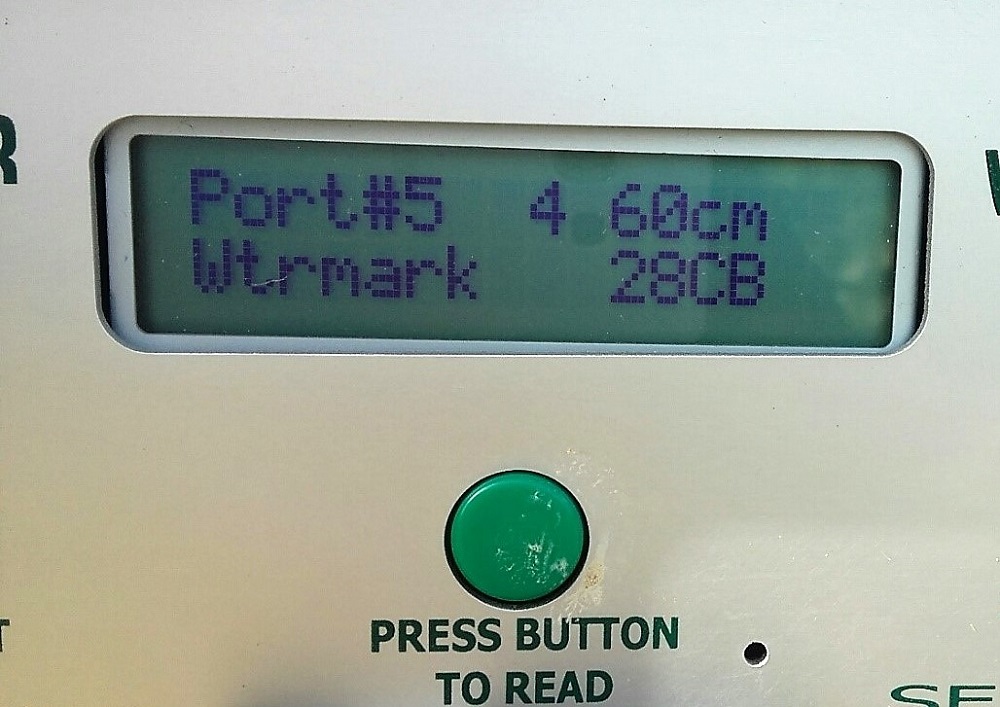 Port#5 4 60cm
Wtrmark 28CB
PRESS BUTTON
TO READ